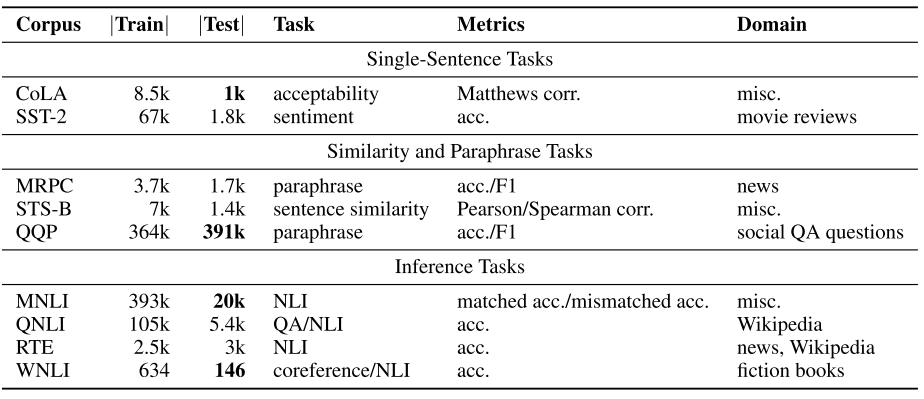 Corpus |Train| |Test| Task Metrics Domain
Single-Sentence Tasks
CoLA 8.5k 1k acceptability Matthews corr. misc.
SST-2 67k 1.8k sentiment acc. movie reviews
Similarity and Paraphrase Tasks
MRPC 3.7k 1.7k paraphrase acc./F1 news
STS-B 7k 1.4k sentence similarity Pearson/Spearman corr. misc.
QQP 364k 391k paraphrase acc./F1 social QA questions
Inference Tasks
MNLI 393k 20k NLI matched acc./mismatched acc. misc.
QNLI 105k 5.4k QA/NLI acc. Wikipedia
RTE 2.5k 3k NLI acc. news, Wikipedia
WNLI 634 146 coreference/NLI acc. fiction books